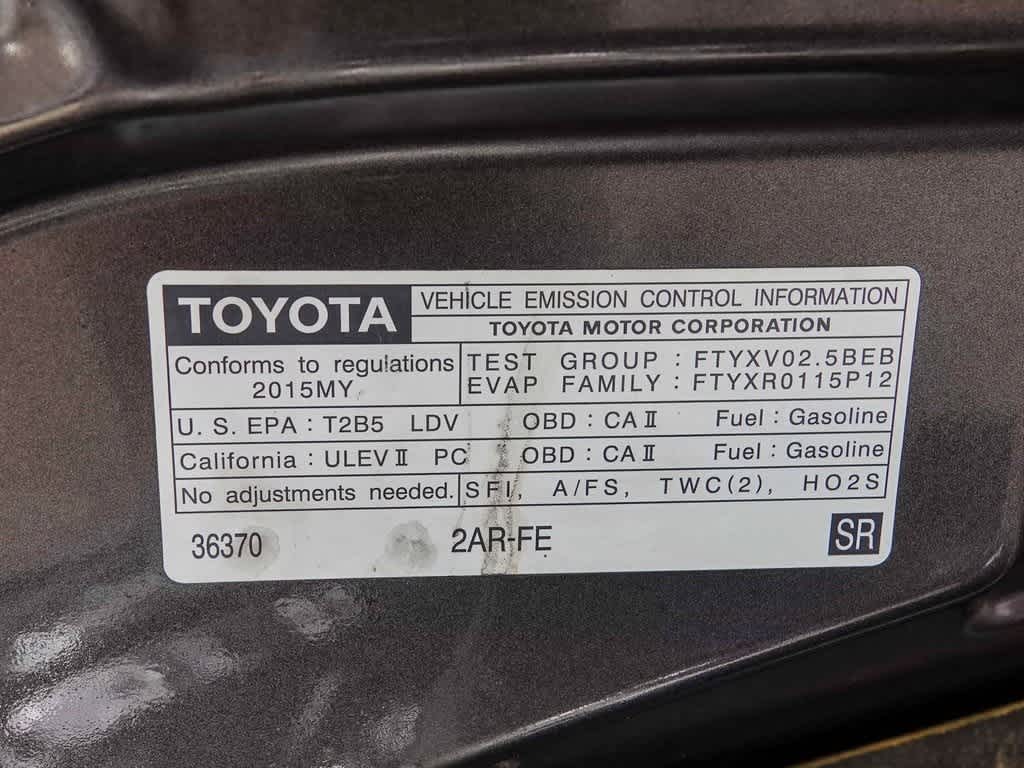 TOYOTA
VEHICLE EMISSION CONTROL INFORMATION
TOYOTA MOTOR CORPORATION
Conforms to regulations
2015MY
TEST GROUP : FTYXV02.5BEB
EVAP FAMILY : FTYXR0115P12
U. S. EPA : T2B5 LDV OBD : CA II Fuel : Gasoline
California : ULEV II PC OBD : CA II Fuel : Gasoline
No adjustments needed. SFI, A/FS, TWC(2), HO2S
36370 2AR-FE SR